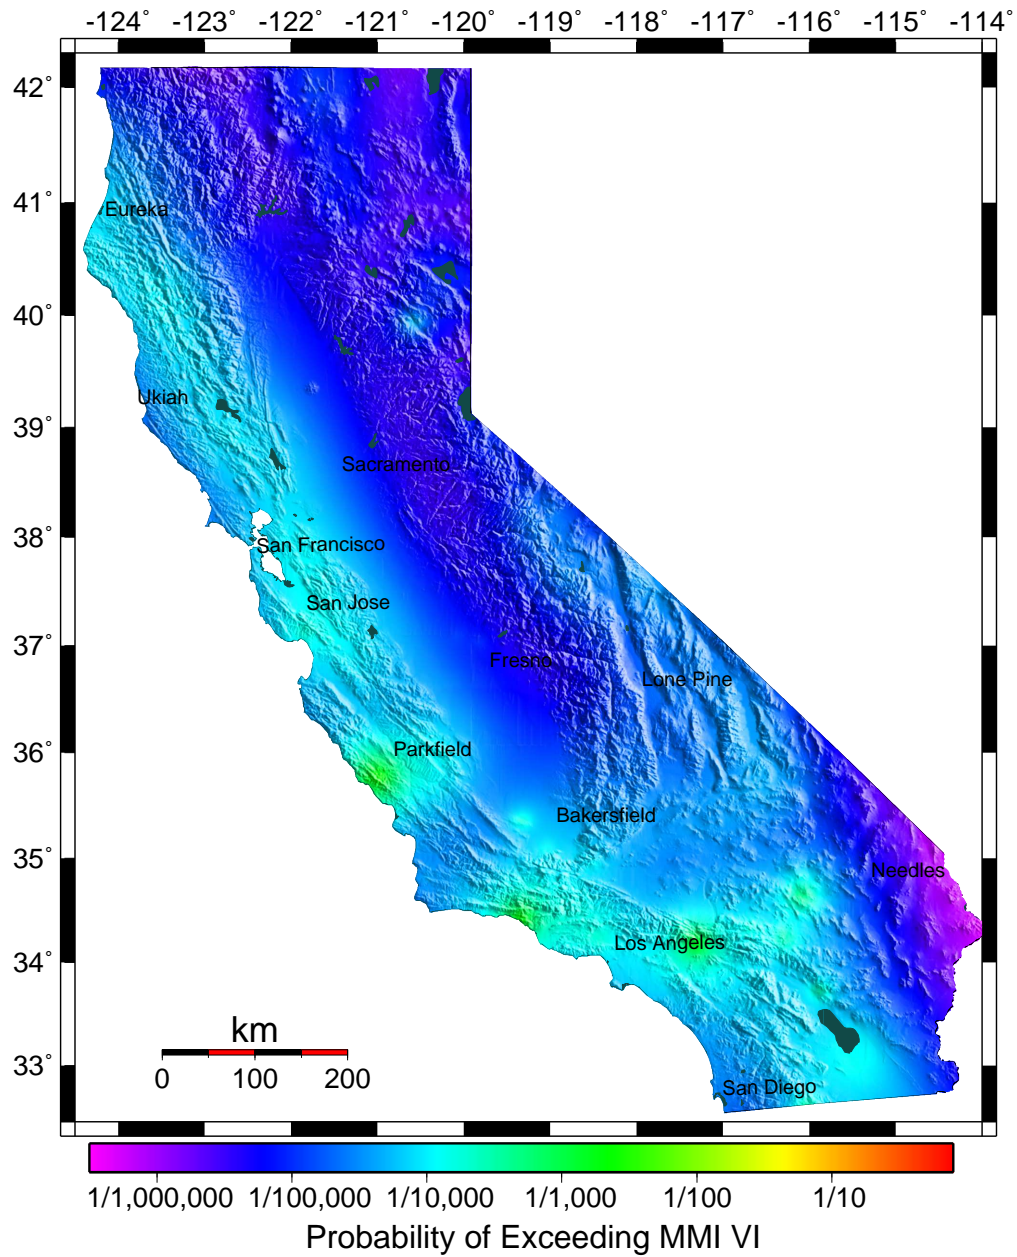 -124° -123° -122° -121° -120° -119° -118° -117° -116° -115° -114°
42°
41°
Eureka
40°
Ukiah
39°
Sacramento
38°
San Francisco
San Jose
37°
Fresno
Lone Pine
36°
Parkfield
Bakersfield
35°
Needles
Los Angeles
34°
km
33°
0 100 200
San Diego
1/1,000,000 1/100,000 1/10,000 1/1,000 1/100 1/10
Probability of Exceeding MMI VI